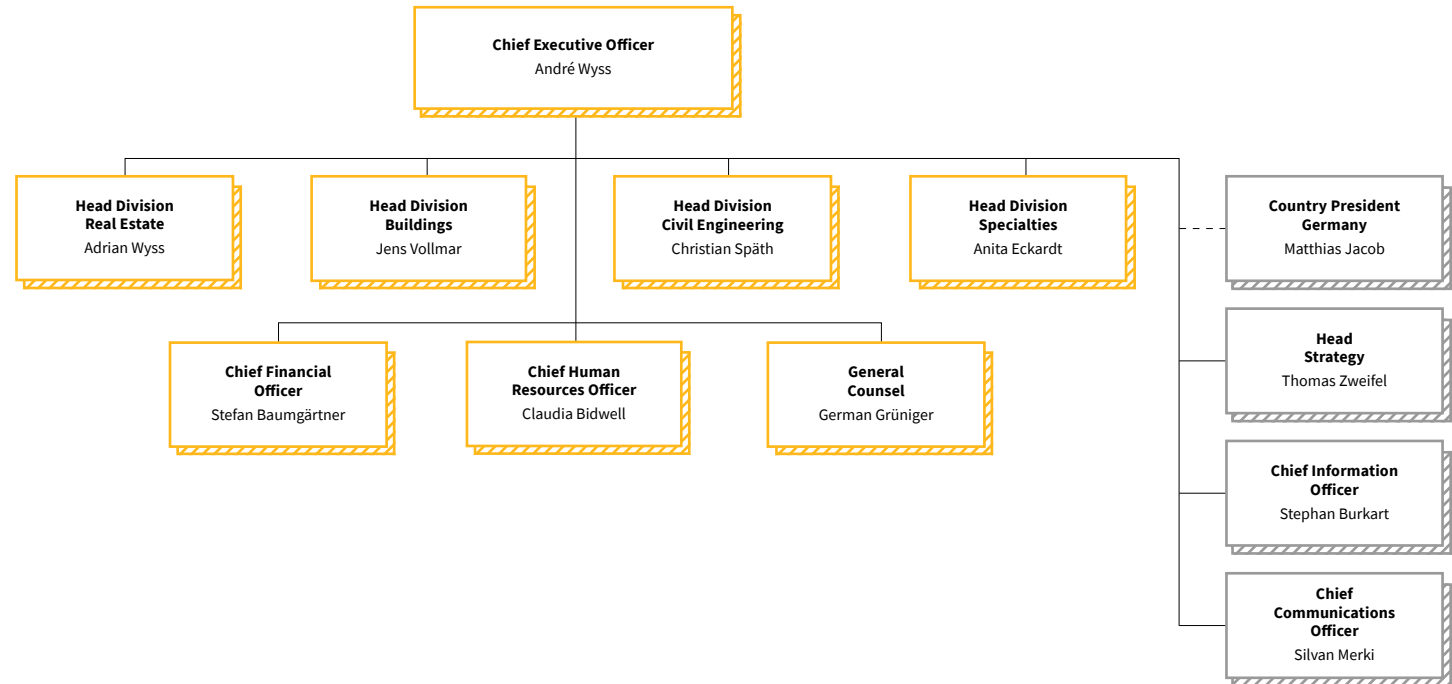 Chief Executive Officer
André Wyss
Head Division
Real Estate
Adrian Wyss
Head Division
Buildings
Jens Vollmar
Head Division
Civil Engineering
Christian Späth
Head Division
Specialties
Anita Eckardt
Country President
Germany
Matthias Jacob
Chief Financial
Officer
Stefan Baumgärtner
Chief Human
Resources Officer
Claudia Bidwell
General
Counsel
German Grüniger
Head
Strategy
Thomas Zweifel
Chief Information
Officer
Stephan Burkart
Chief
Communications
Officer
Silvan Merki